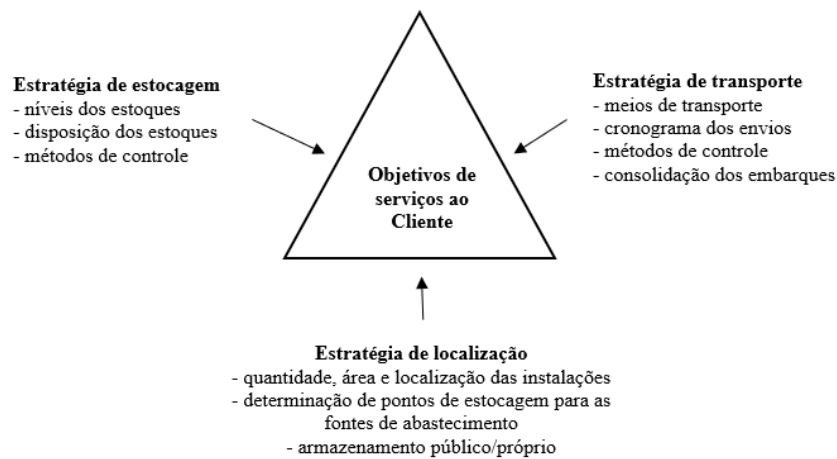 Estratégia de estocagem
- níveis dos estoques
- disposição dos estoques
- métodos de controle
Estratégia de transporte
- meios de transporte
- cronograma dos envios
- métodos de controle
- consolidação dos embarques
Objetivos de
serviços ao
Cliente
Estratégia de localização
- quantidade, área e localização das instalações
- determinação de pontos de estocagem para as
fontes de abastecimento
- armazenamento público/próprio